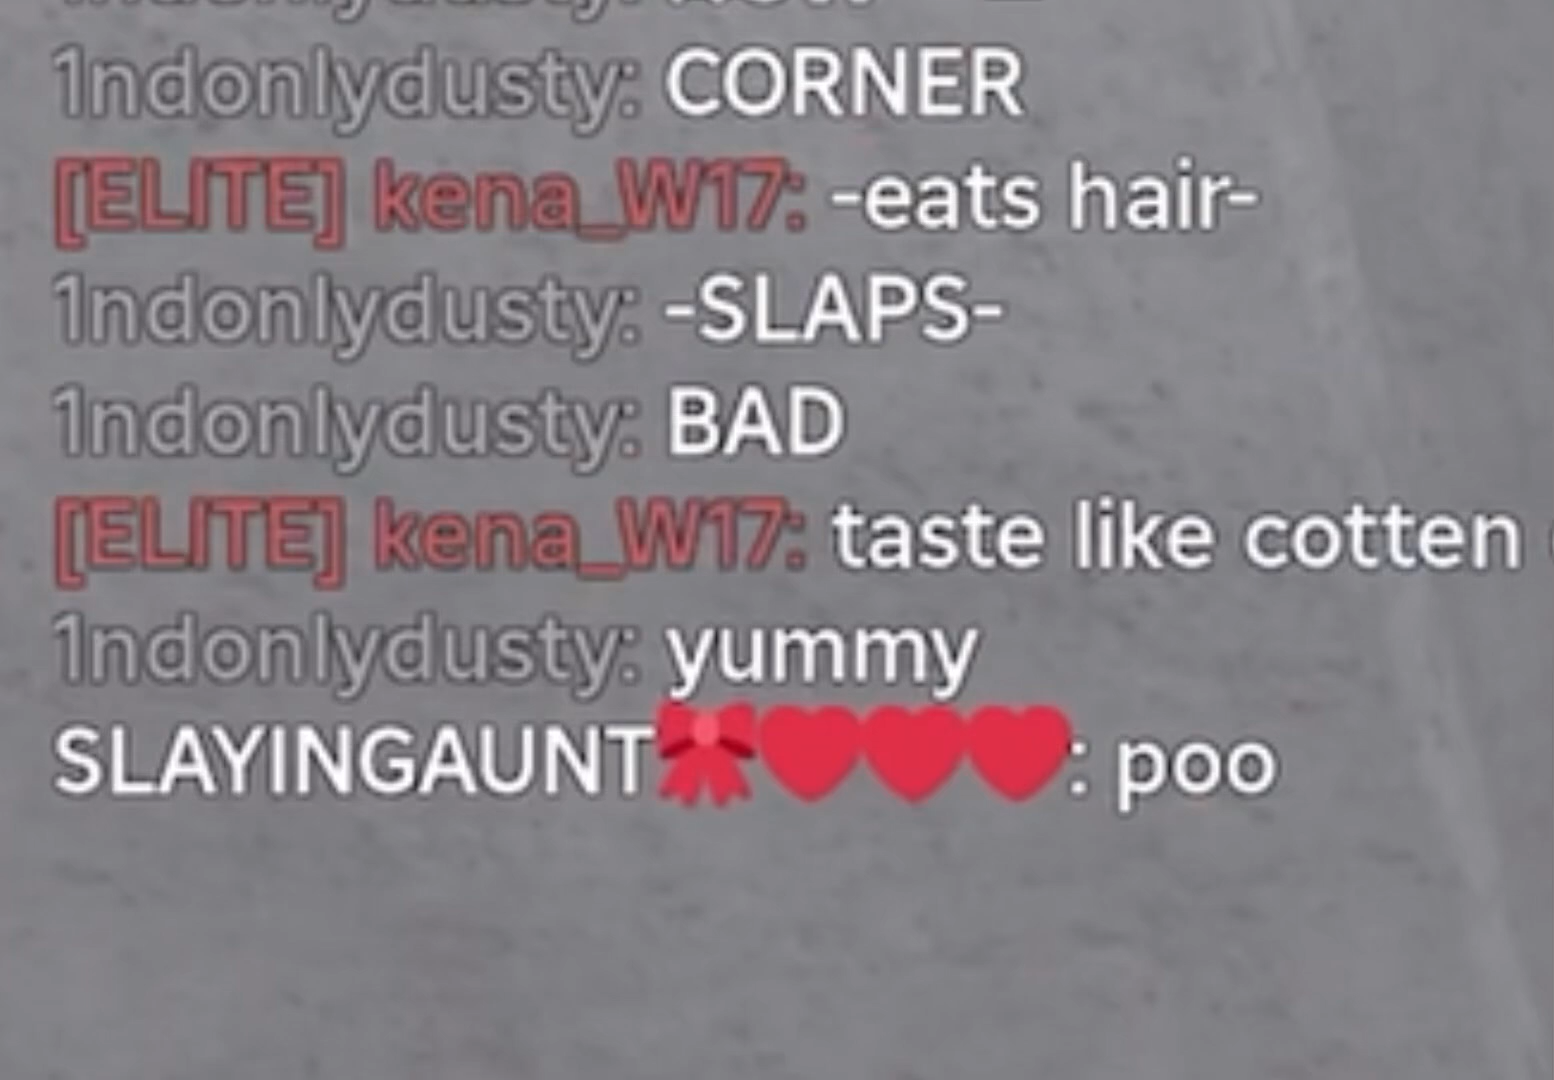 1ndonlydusty:
1ndonlydusty: CORNER
[ELITE] kena_W17: -eats hair-
1ndonlydusty: -SLAPS-
1ndonlydusty: BAD
[ELITE] kena_W17: taste like cotten
1ndonlydusty: yummy
SLAYINGAUNT🎀❤️❤️❤️: poo